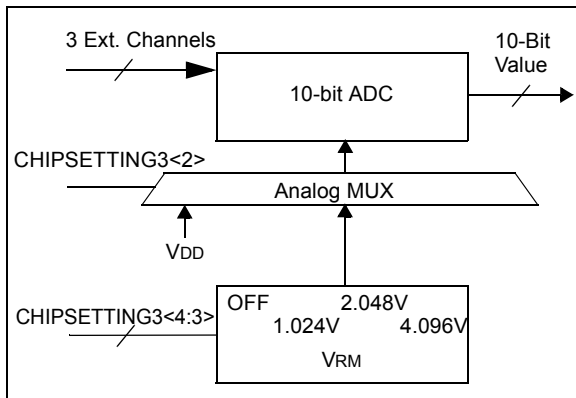 3 Ext. Channels
10-Bit
Value
10-bit ADC
CHIPSETTING3<2>
Analog MUX
VDD
CHIPSETTING3<4:3>
OFF 2.048V
1.024V 4.096V
VRM